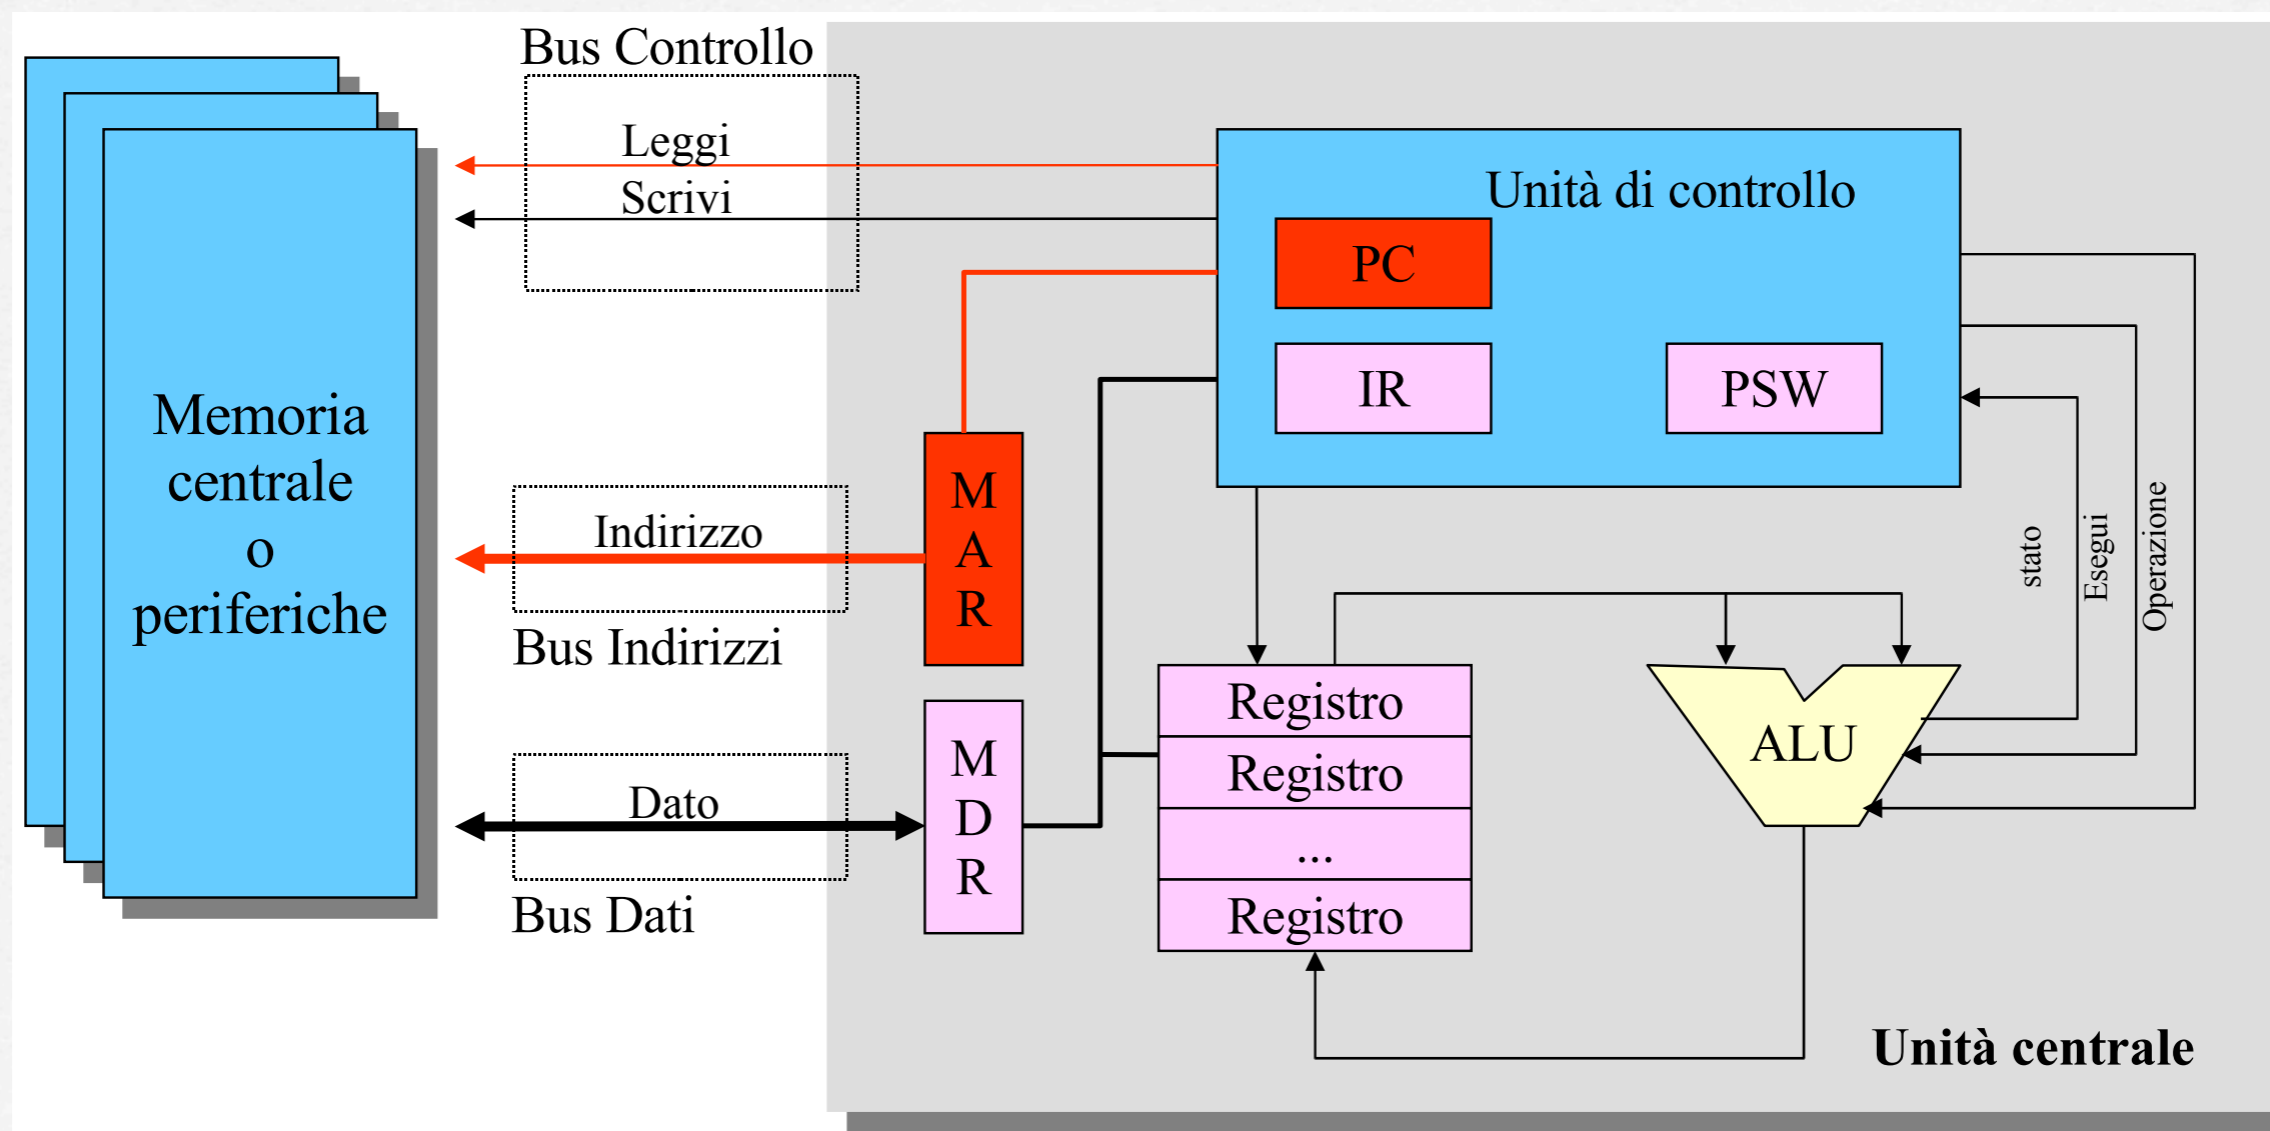 Bus Controllo
Leggi
Scrivi
Unità di controllo
PC
IR
PSW
Memoria
centrale
o
periferiche
Indirizzo
Bus Indirizzi
M
A
R
stato
Esegui
Operazione
Dato
Bus Dati
M
D
R
Registro
Registro
...
Registro
ALU
Unità centrale